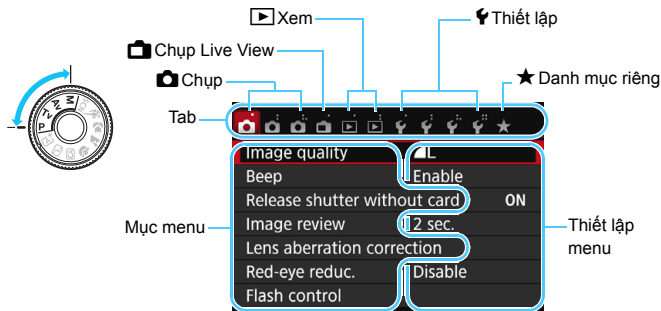 Xem
Thiết lập
Chụp Live View
Chụp
Danh mục riêng
Tab
Image quality L
Beep Enable
Release shutter without card ON
Image review 2 sec.
Lens aberration correction
Red-eye reduc. Disable
Flash control
Mục menu
Thiết lập
menu
P
Tv
Av
M